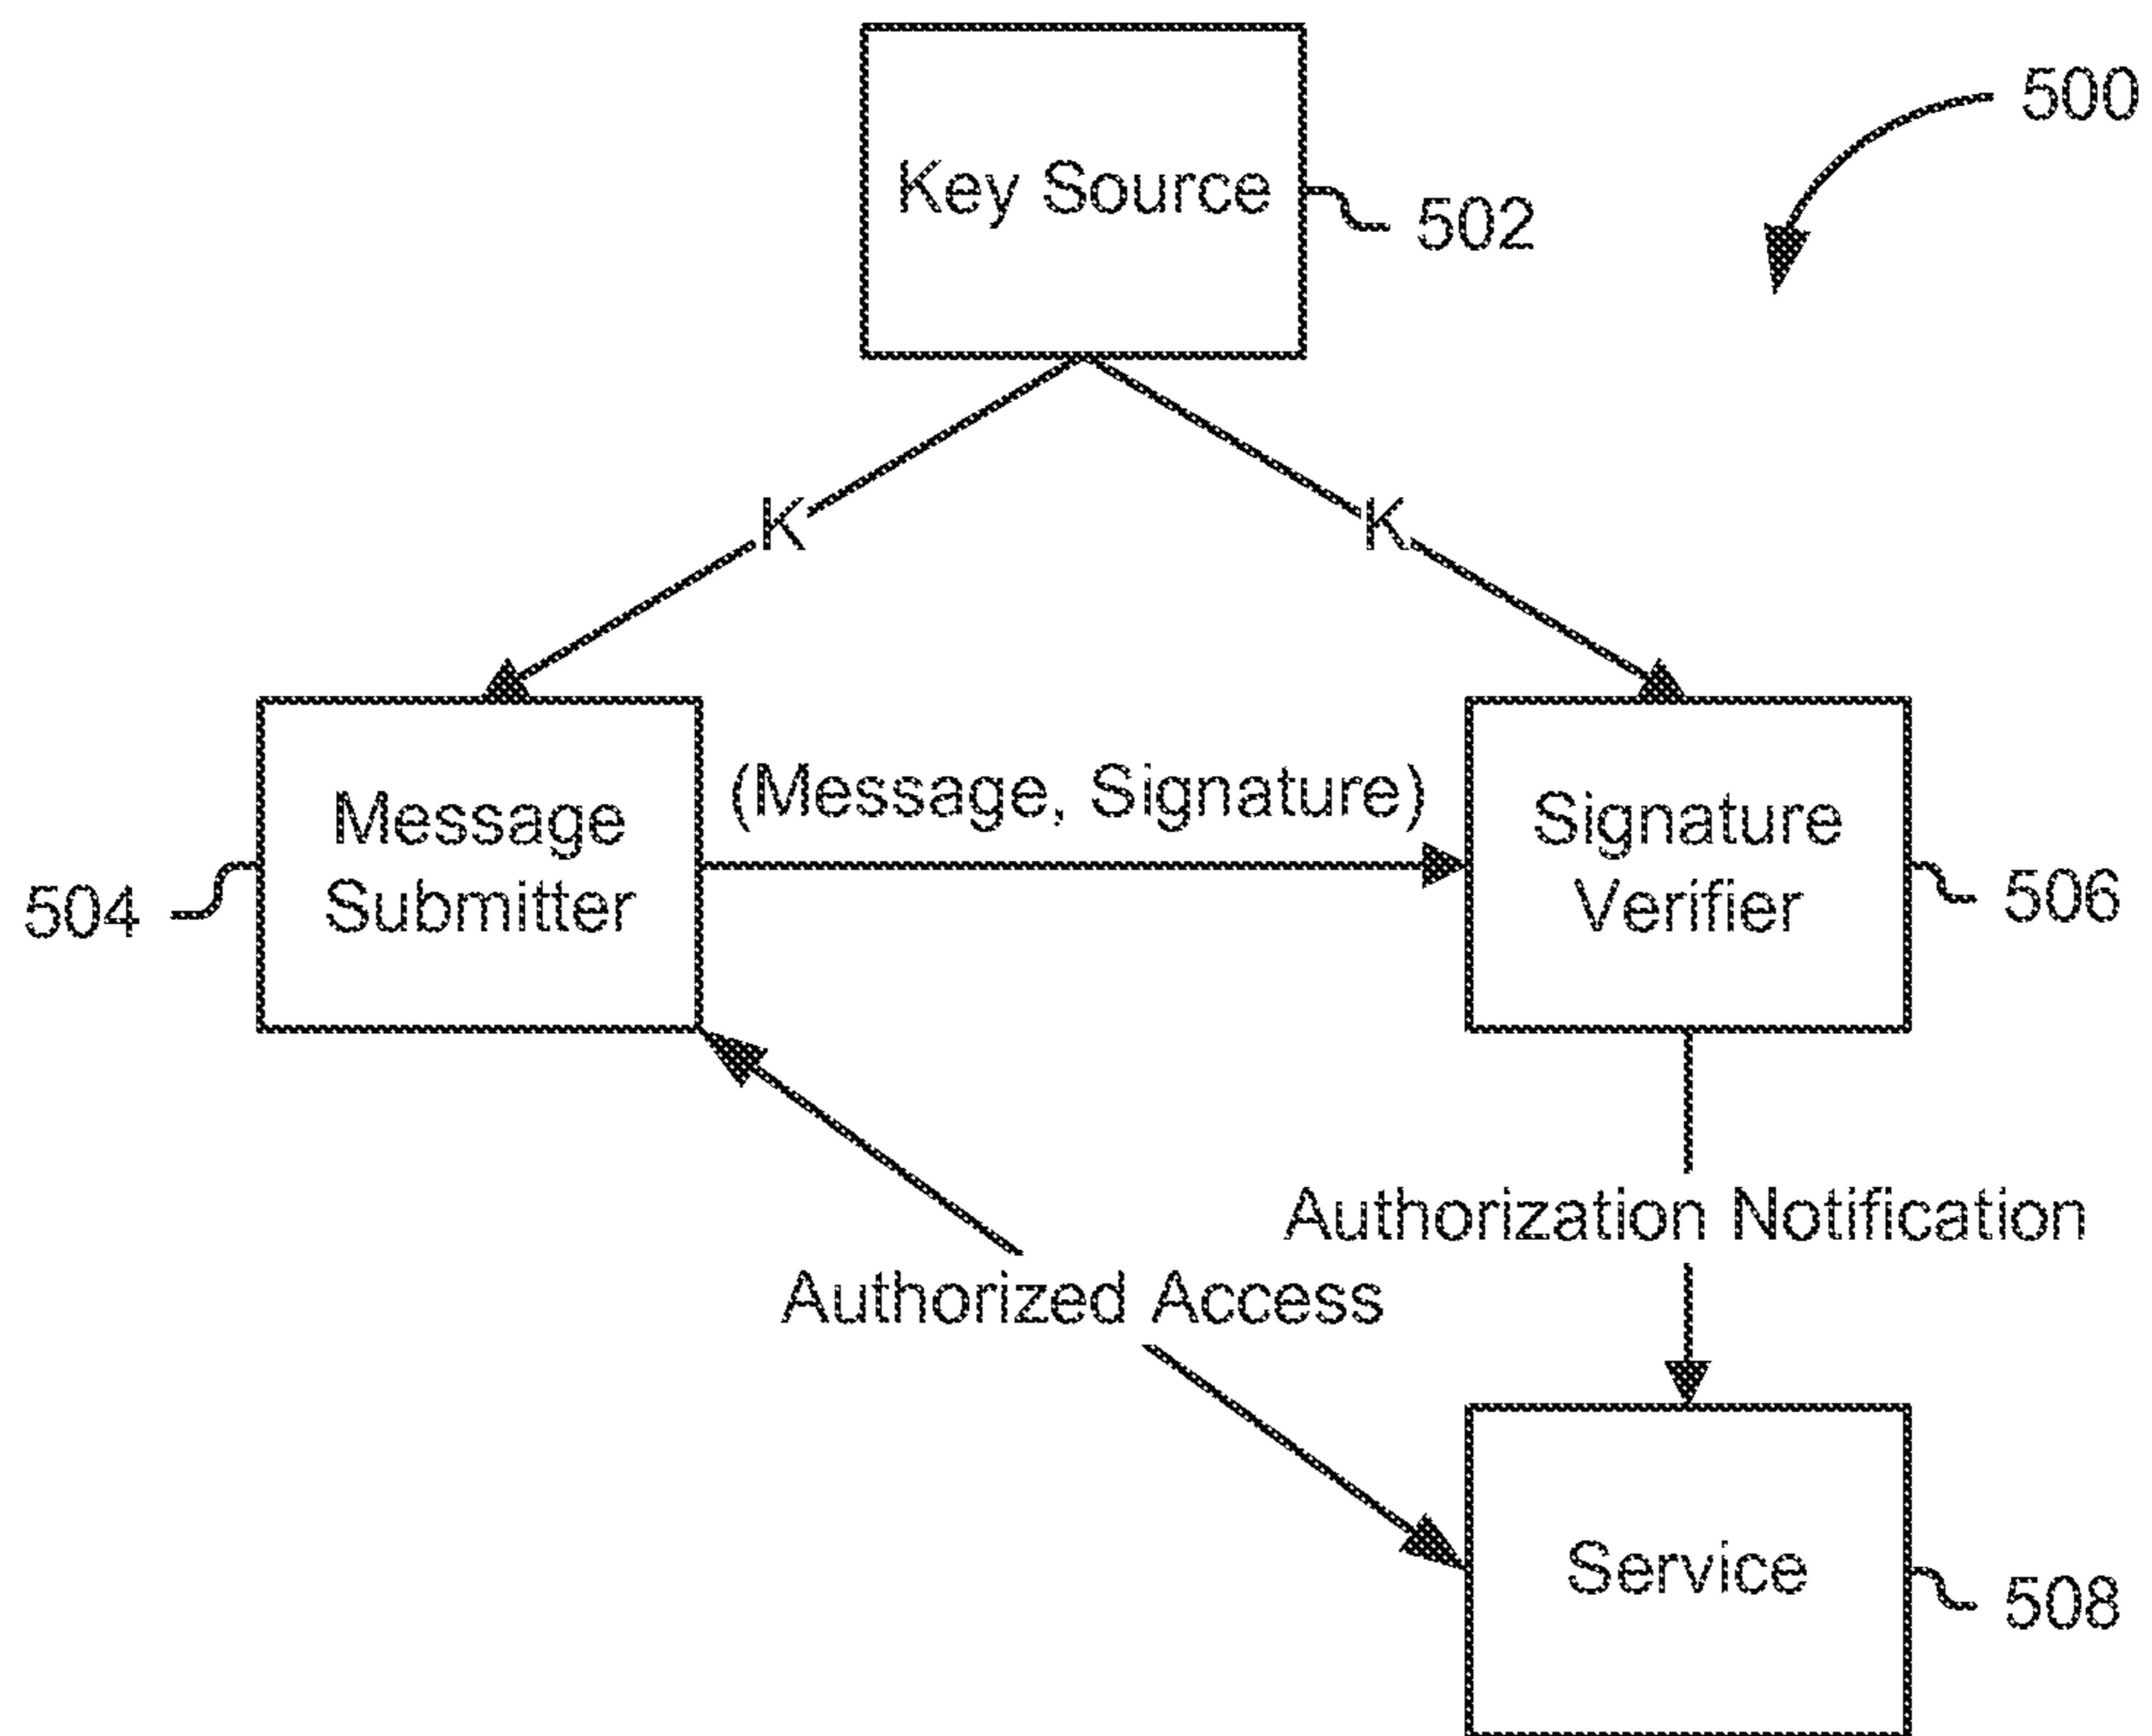 500
Key Source
502
K
K
Message
Submitter
504
(Message, Signature)
Signature
Verifier
506
Authorization Notification
Authorized Access
Service
508